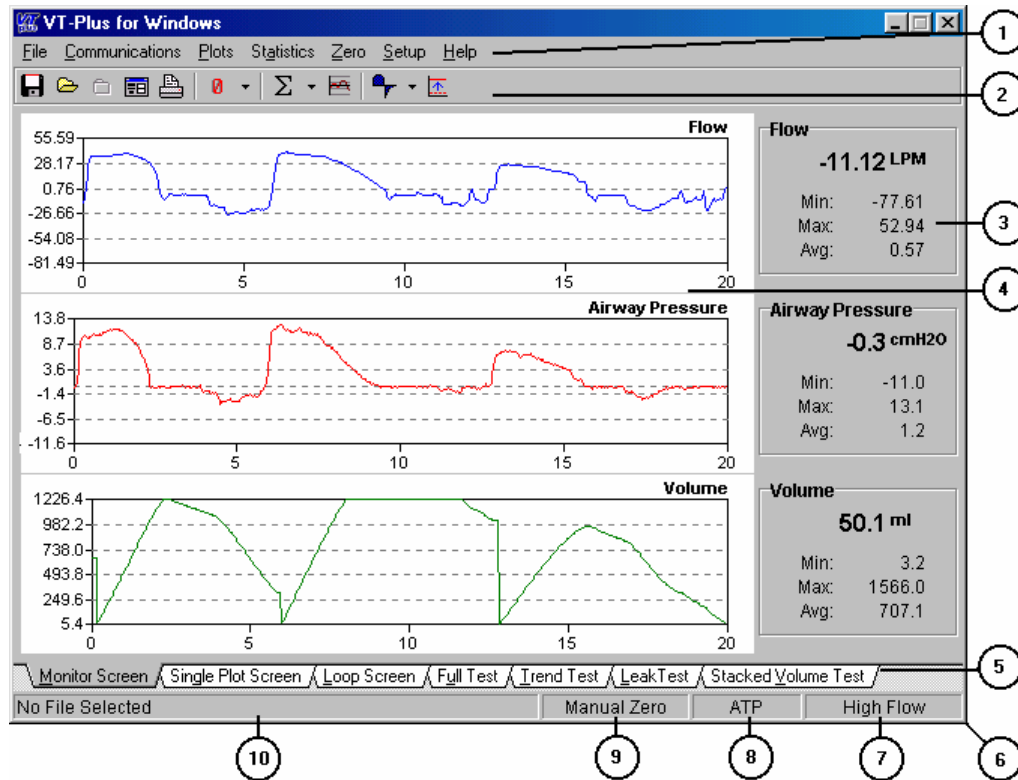 VT PLUS VT-Plus for Windows
File Communications Plots Statistics Zero Setup Help
1
0 Σ
2
Flow
55.59
28.17
0.76
-26.66
-54.08
-81.49
0 5 10 15 20
Flow
-11.12 LPM
Min: -77.61
Max: 52.94
Avg: 0.57
3
4
Airway Pressure
13.8
8.7
3.6
-1.4
-6.5
-11.6
0 5 10 15 20
Airway Pressure
-0.3 cmH2O
Min: -11.0
Max: 13.1
Avg: 1.2
Volume
1226.4
982.2
738.0
493.8
249.6
5.4
0 5 10 15 20
Volume
50.1 ml
Min: 3.2
Max: 1566.0
Avg: 707.1
Monitor Screen Single Plot Screen Loop Screen Full Test Trend Test LeakTest Stacked Volume Test
5
No File Selected Manual Zero ATP High Flow
10 9 8 7 6